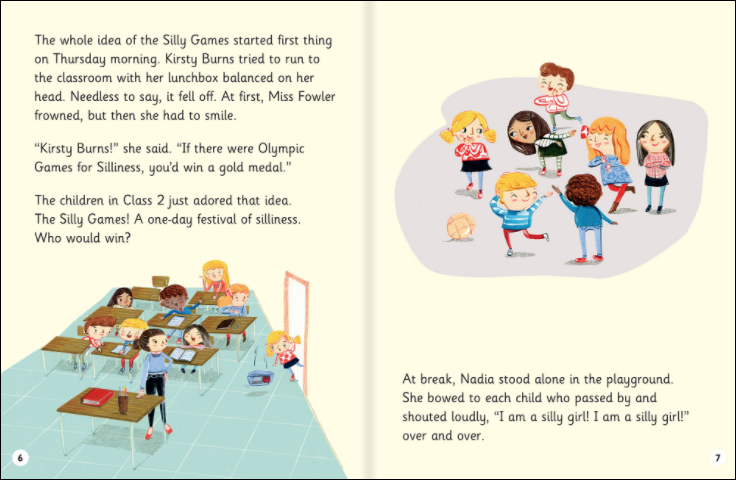 The whole idea of the Silly Games started first thing
on Thursday morning. Kirsty Burns tried to run to
the classroom with her lunchbox balanced on her
head. Needless to say, it fell off. At first, Miss Fowler
frowned, but then she had to smile.
“Kirsty Burns!” she said. “If there were Olympic
Games for Silliness, you’d win a gold medal.”
The children in Class 2 just adored that idea.
The Silly Games! A one-day festival of silliness.
Who would win?
6
At break, Nadia stood alone in the playground.
She bowed to each child who passed by and
shouted loudly, “I am a silly girl! I am a silly girl!”
over and over.
7